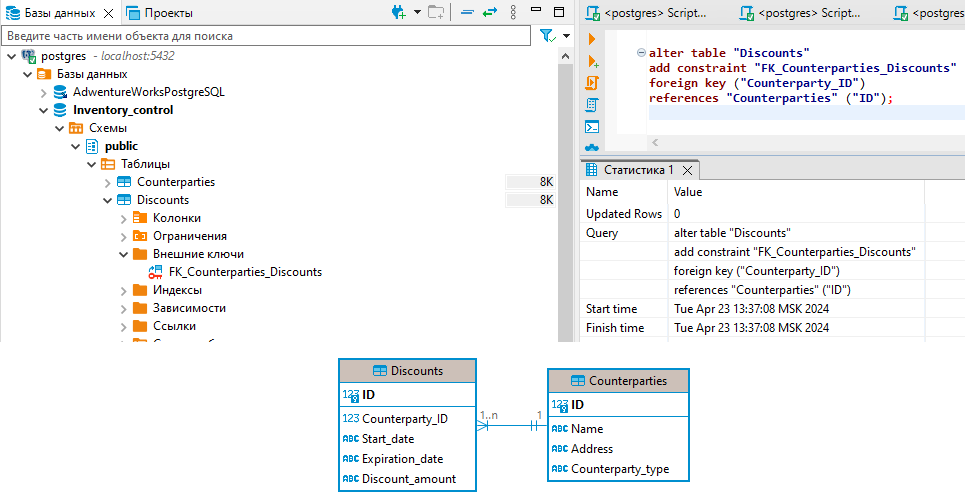 Базы данных
Проекты
Введите часть имени объекта для поиска
postgres - localhost:5432
Базы данных
AdwentureWorksPostgreSQL
Inventory_control
Схемы
public
Таблицы
Counterparties 8K
Discounts 8K
Колонки
Ограничения
Внешние ключи
FK_Counterparties_Discounts
Индексы
Зависимости
Ссылки
<postgres> Script...
<postgres> Script...
<postgres
alter table "Discounts"
add constraint "FK_Counterparties_Discounts"
foreign key ("Counterparty_ID")
references "Counterparties" ("ID");
Статистика 1
Name Value
Updated Rows 0
Query alter table "Discounts"
add constraint "FK_Counterparties_Discounts"
foreign key ("Counterparty_ID")
references "Counterparties" ("ID")
Start time Tue Apr 23 13:37:08 MSK 2024
Finish time Tue Apr 23 13:37:08 MSK 2024
Discounts
123 ID
123 Counterparty_ID
ABC Start_date
ABC Expiration_date
ABC Discount_amount
1..n 1
Counterparties
123 ID
ABC Name
ABC Address
ABC Counterparty_type